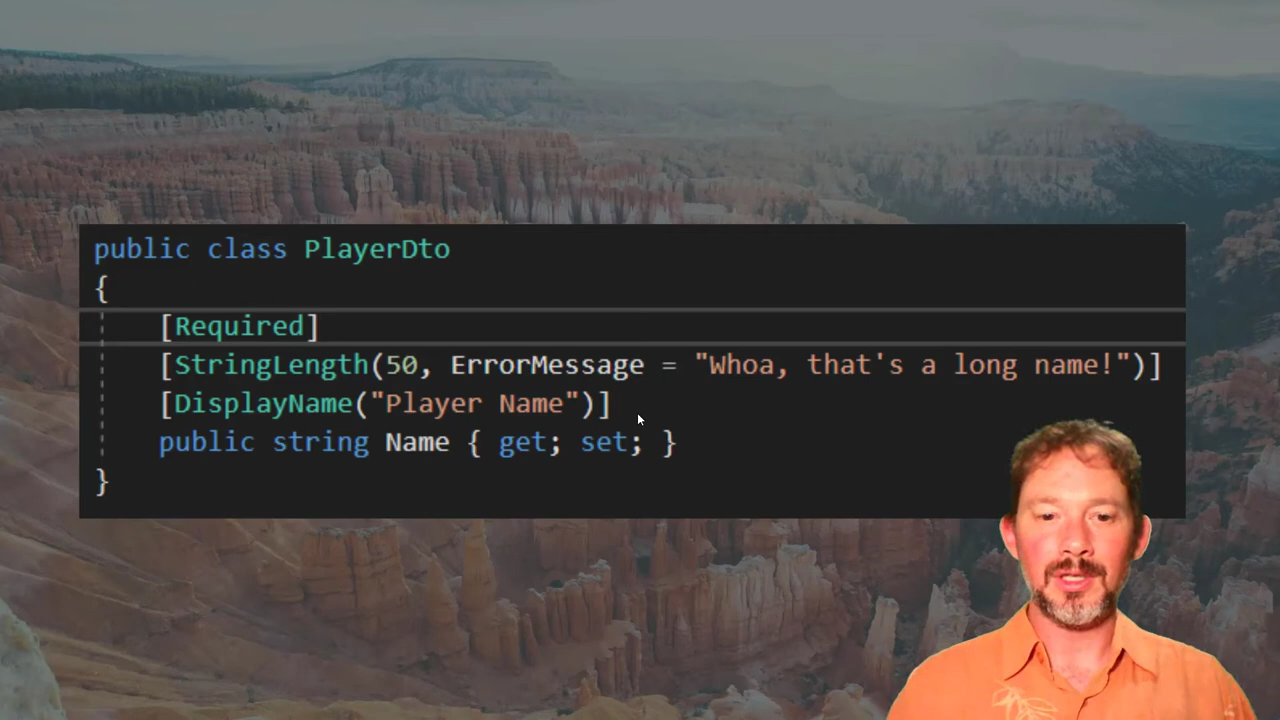 public class PlayerDto
{
[Required]
[StringLength(50, ErrorMessage = "Whoa, that's a long name!")]
[DisplayName("Player Name")]
public string Name { get; set; }
}